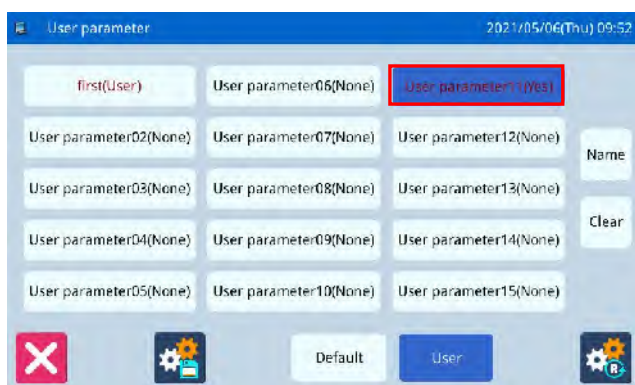 User parameter 2021/05/06(Thu) 09:52
first(User) User parameter06(None) User parameter11(Yes)
User parameter02(None) User parameter07(None) User parameter12(None)
Name
User parameter03(None) User parameter08(None) User parameter13(None)
Clear
User parameter04(None) User parameter09(None) User parameter14(None)
User parameter05(None) User parameter10(None) User parameter15(None)
Default User
R